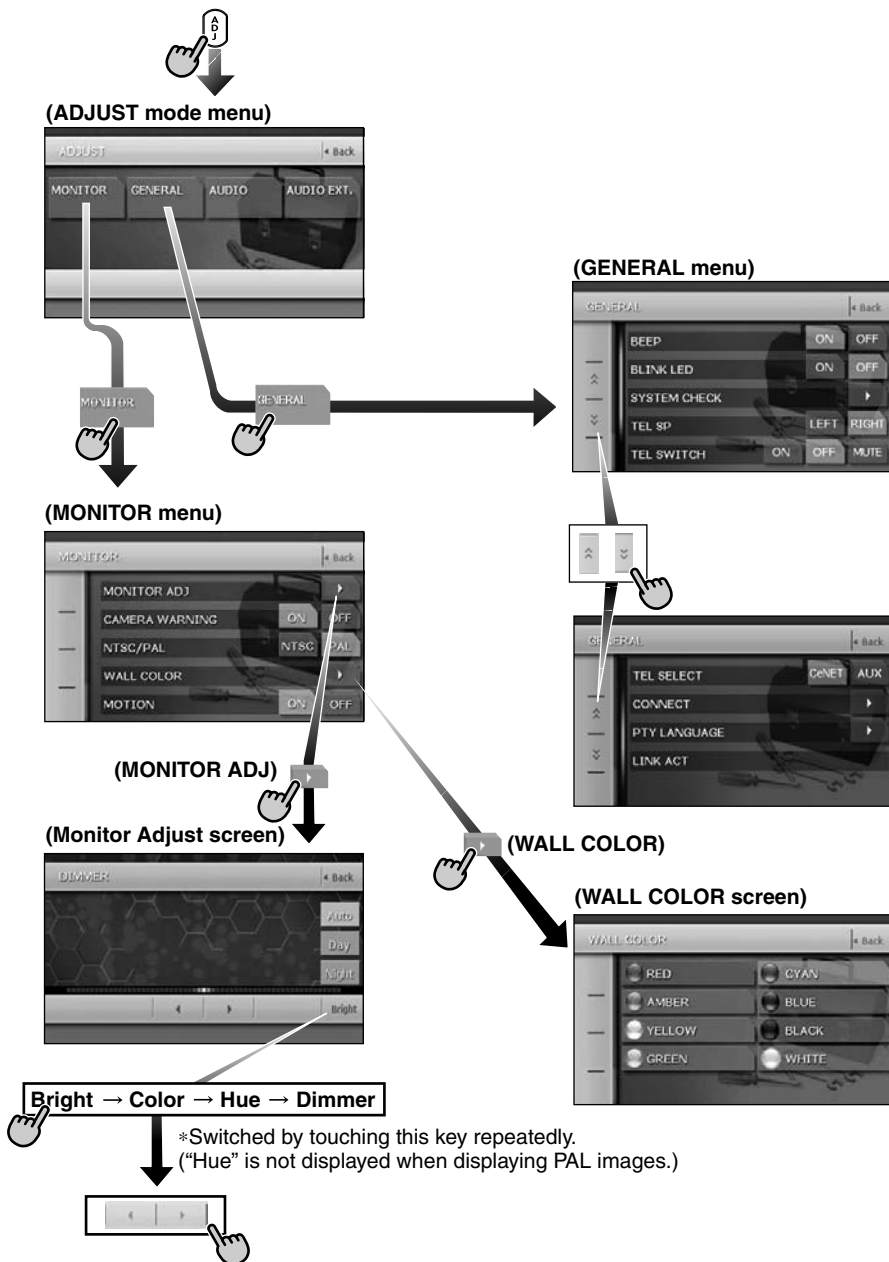 ADJ
(ADJUST mode menu)
ADJUST
Back
MONITOR GENERAL AUDIO AUDIO EXT.
MONITOR
GENERAL
(GENERAL menu)
GENERAL
Back
BEEP ON OFF
BLINK LED ON OFF
SYSTEM CHECK
TEL SP LEFT RIGHT
TEL SWITCH ON OFF MUTE
(MONITOR menu)
MONITOR
Back
MONITOR ADJ
CAMERA WARNING ON OFF
NTSC/PAL NTSC PAL
WALL COLOR
MOTION ON OFF
GENERAL
Back
TEL SELECT CeNET AUX
CONNECT
PTY LANGUAGE
LINK ACT
(MONITOR ADJ)
(Monitor Adjust screen)
DIMMER
Back
Auto
Day
Night
Bright
(WALL COLOR)
(WALL COLOR screen)
WALL COLOR
Back
RED CYAN
AMBER BLUE
YELLOW BLACK
GREEN WHITE
Bright → Color → Hue → Dimmer
*Switched by touching this key repeatedly.
("Hue" is not displayed when displaying PAL images.)